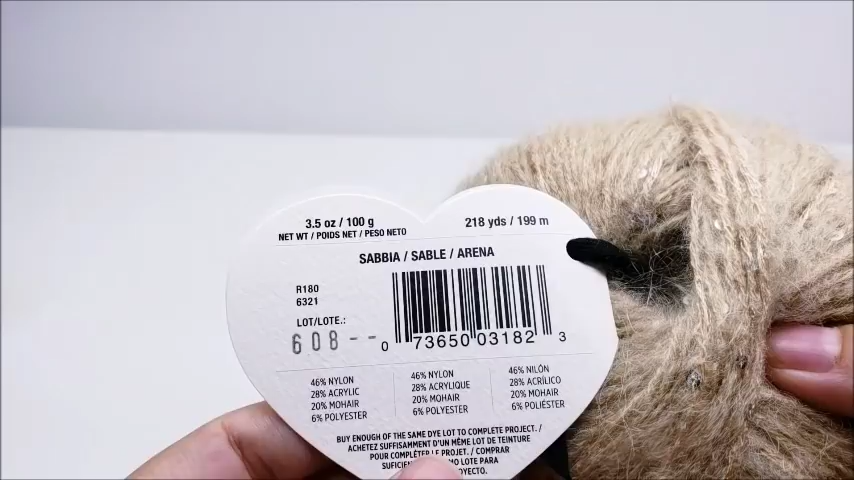 3.5 oz / 100 g
NET WT / POIDS NET / PESO NETO
218 yds / 199 m
SABBIA / SABLE / ARENA
R180
6321
LOT/LOTE.:
608--
0 73650 03182 3
46% NYLON
28% ACRYLIC
20% MOHAIR
6% POLYESTER
46% NYLON
28% ACRYLIQUE
20% MOHAIR
6% POLYESTER
46% NILÓN
28% ACRÍLICO
20% MOHAIR
6% POLIÉSTER
BUY ENOUGH OF THE SAME DYE LOT TO COMPLETE PROJECT. /
ACHETEZ SUFFISAMMENT D'UN MÊME LOT DE TEINTURE
POUR COMPLÉTER LE PROJET. / COMPRAR
LOTE PARA